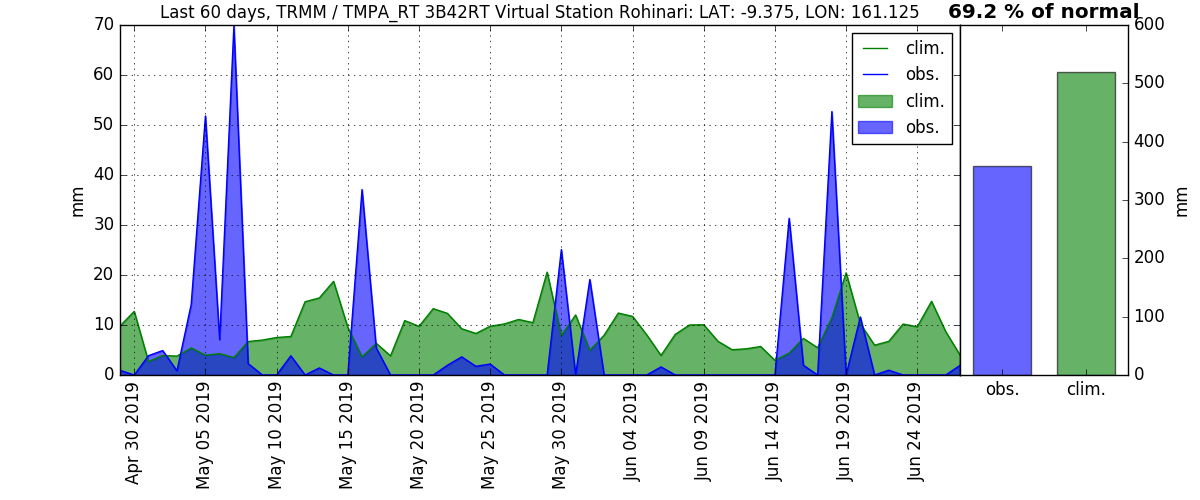 Last 60 days, TRMM / TMPA_RT 3B42RT Virtual Station Rohinari: LAT: -9.375, LON: 161.125
69.2 % of normal
70
60
50
40
30
20
10
0
mm
clim.
obs.
clim.
obs.
Apr 30 2019
May 05 2019
May 10 2019
May 15 2019
May 20 2019
May 25 2019
May 30 2019
Jun 04 2019
Jun 09 2019
Jun 14 2019
Jun 19 2019
Jun 24 2019
600
500
400
300
200
100
0
mm
obs.
clim.